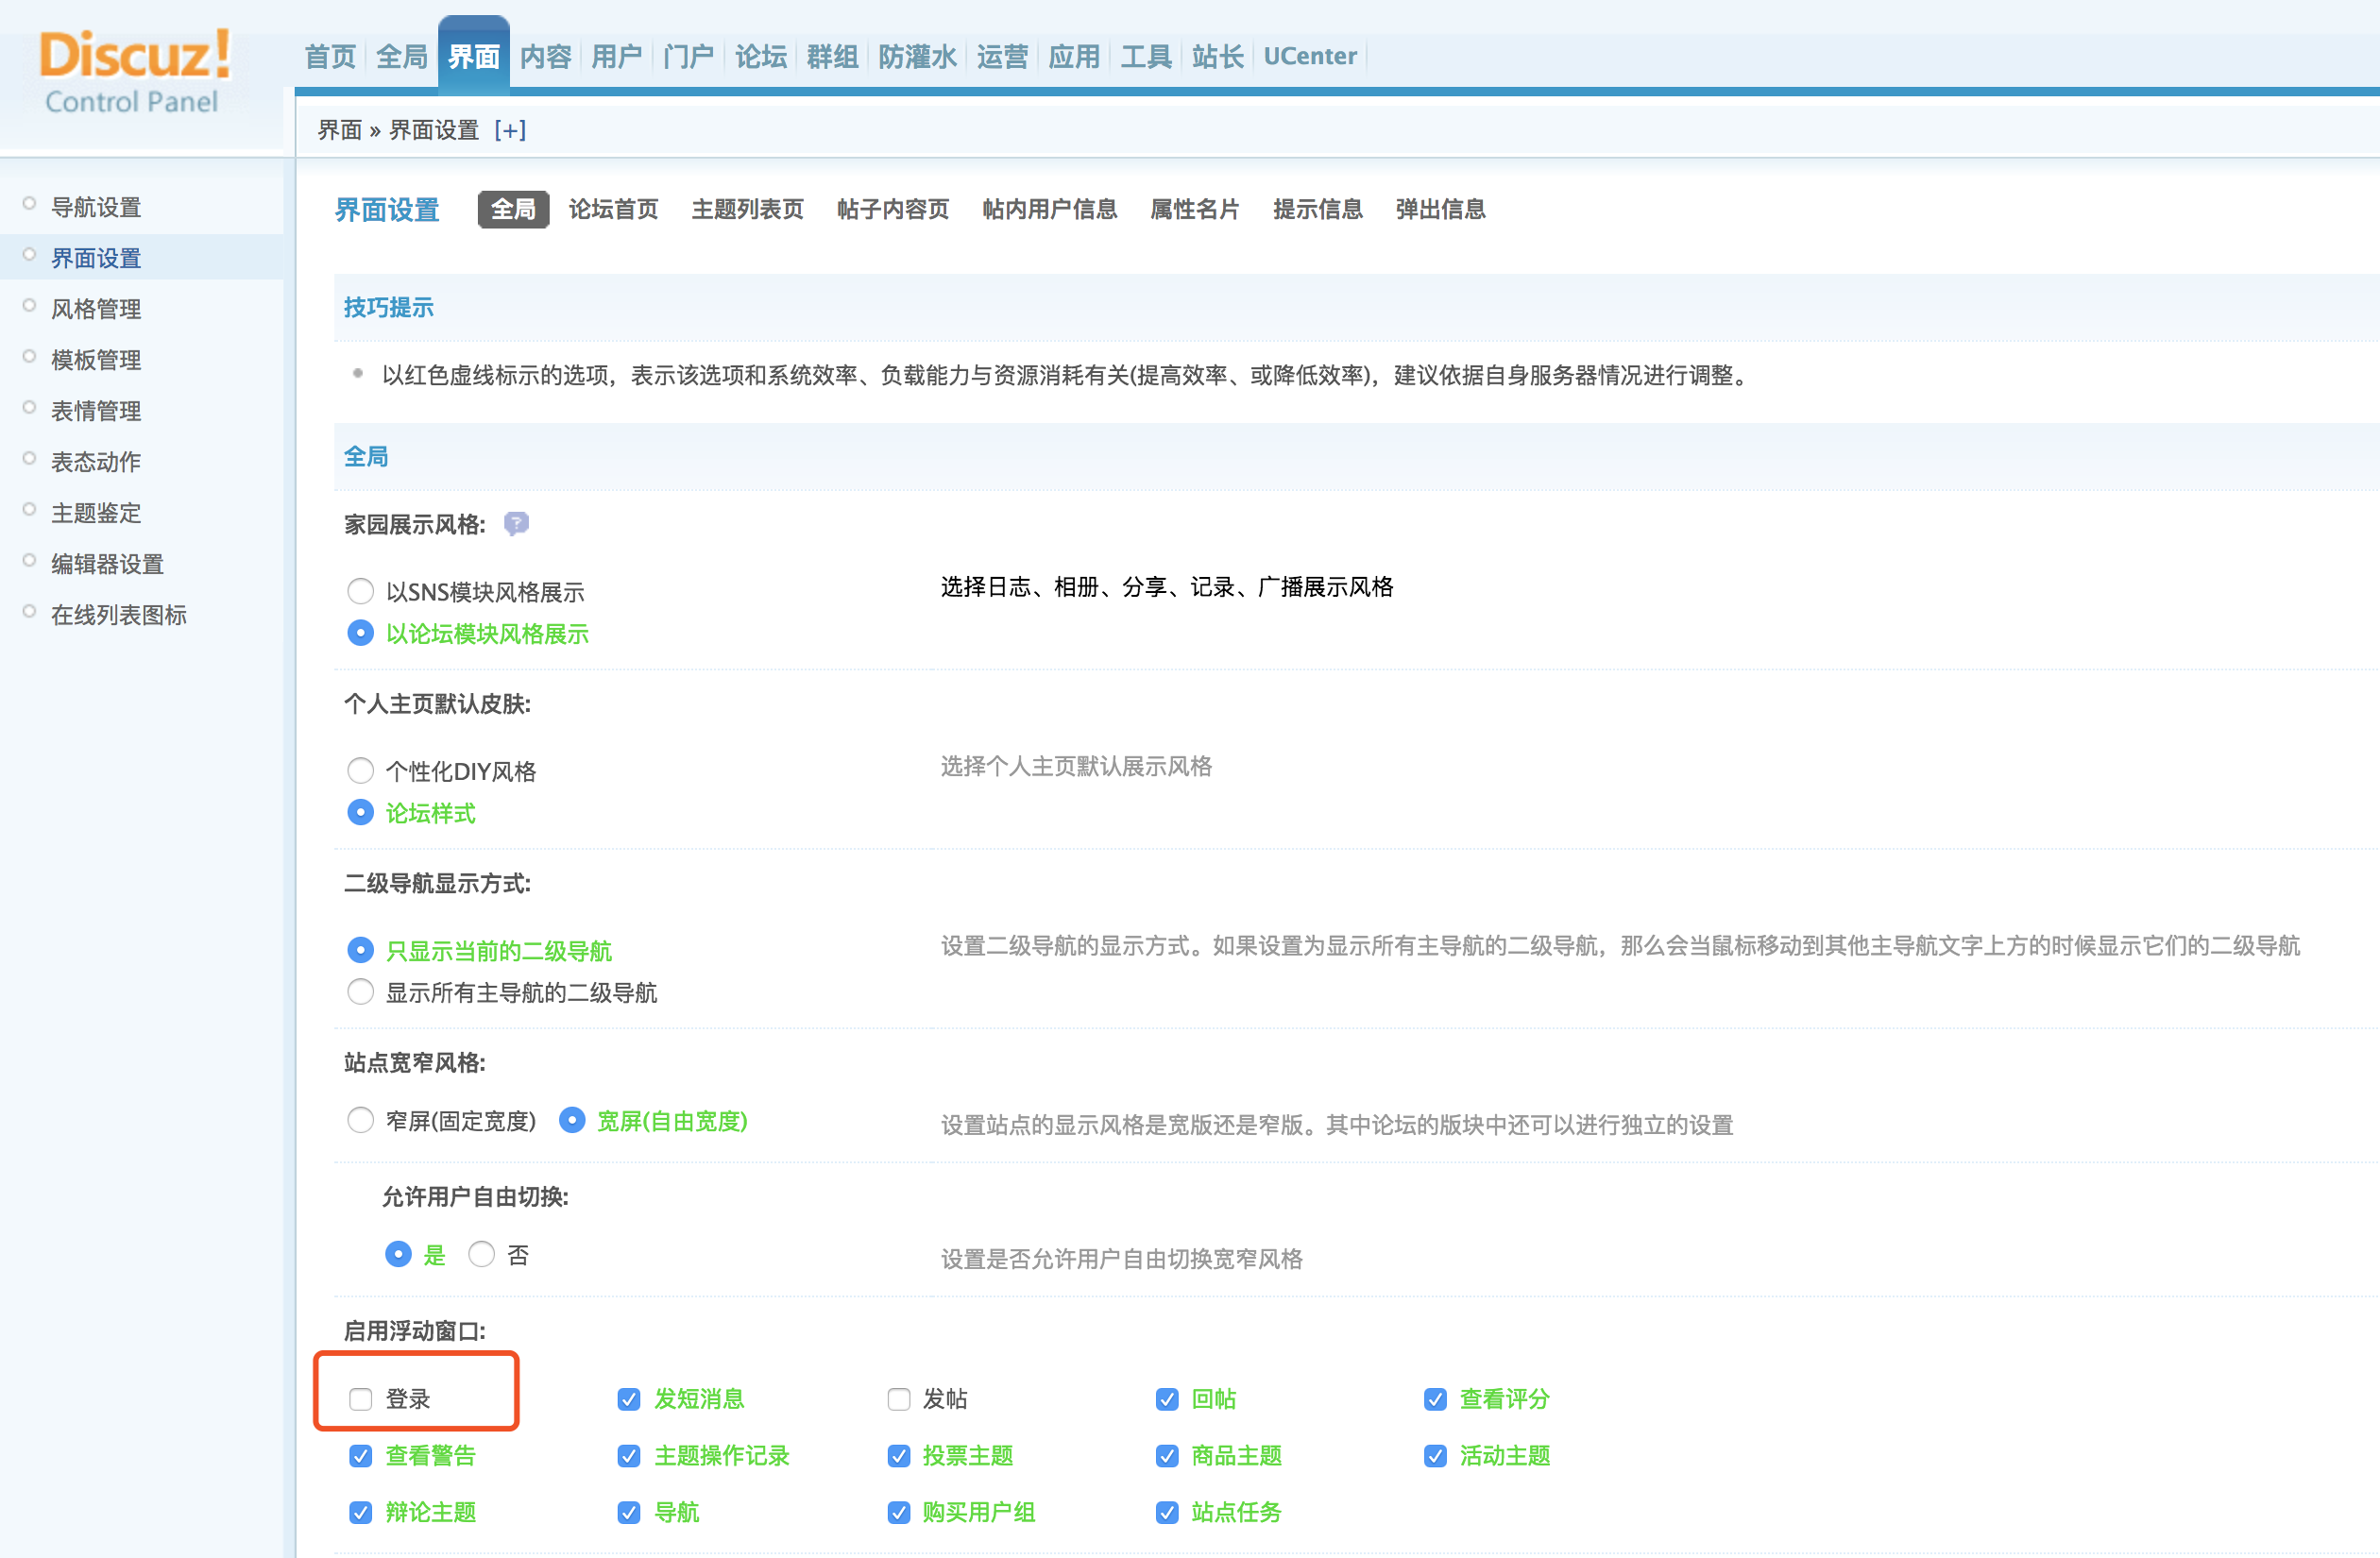 Discuz!
Control Panel
首页 全局 界面 内容 用户 门户 论坛 群组 防灌水 运营 应用 工具 站长 UCenter
界面 » 界面设置 [+]
导航设置
界面设置
风格管理
模板管理
表情管理
表态动作
主题鉴定
编辑器设置
在线列表图标
界面设置 全局 论坛首页 主题列表页 帖子内容页 帖内用户信息 属性名片 提示信息 弹出信息
技巧提示
以红色虚线标示的选项，表示该选项和系统效率、负载能力与资源消耗有关(提高效率、或降低效率)，建议依据自身服务器情况进行调整。
全局
家园展示风格: ?
以SNS模块风格展示 选择日志、相册、分享、记录、广播展示风格
以论坛模块风格展示
个人主页默认皮肤:
个性化DIY风格 选择个人主页默认展示风格
论坛样式
二级导航显示方式:
只显示当前的二级导航 设置二级导航的显示方式。如果设置为显示所有主导航的二级导航，那么会当鼠标移动到其他主导航文字上方的时候显示它们的二级导航
显示所有主导航的二级导航
站点宽窄风格:
窄屏(固定宽度) 宽屏(自由宽度) 设置站点的显示风格是宽版还是窄版。其中论坛的版块中还可以进行独立的设置
允许用户自由切换:
是 否 设置是否允许用户自由切换宽窄风格
启用浮动窗口:
登录 发短消息 发帖 回帖 查看评分
查看警告 主题操作记录 投票主题 商品主题 活动主题
辩论主题 导航 购买用户组 站点任务